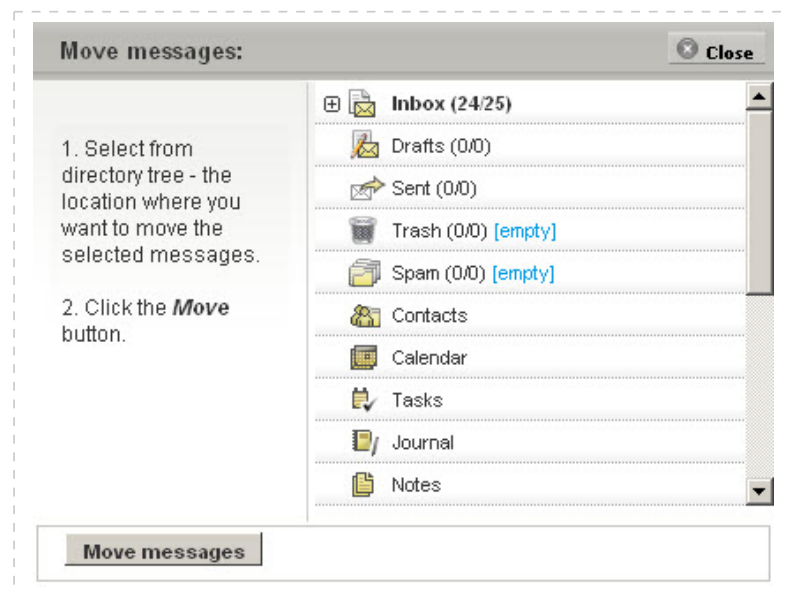 Move messages:
Close
1. Select from
directory tree - the
location where you
want to move the
selected messages.
2. Click the Move
button.
Inbox (24/25)
Drafts (0/0)
Sent (0/0)
Trash (0/0) [empty]
Spam (0/0) [empty]
Contacts
Calendar
Tasks
Journal
Notes
Move messages